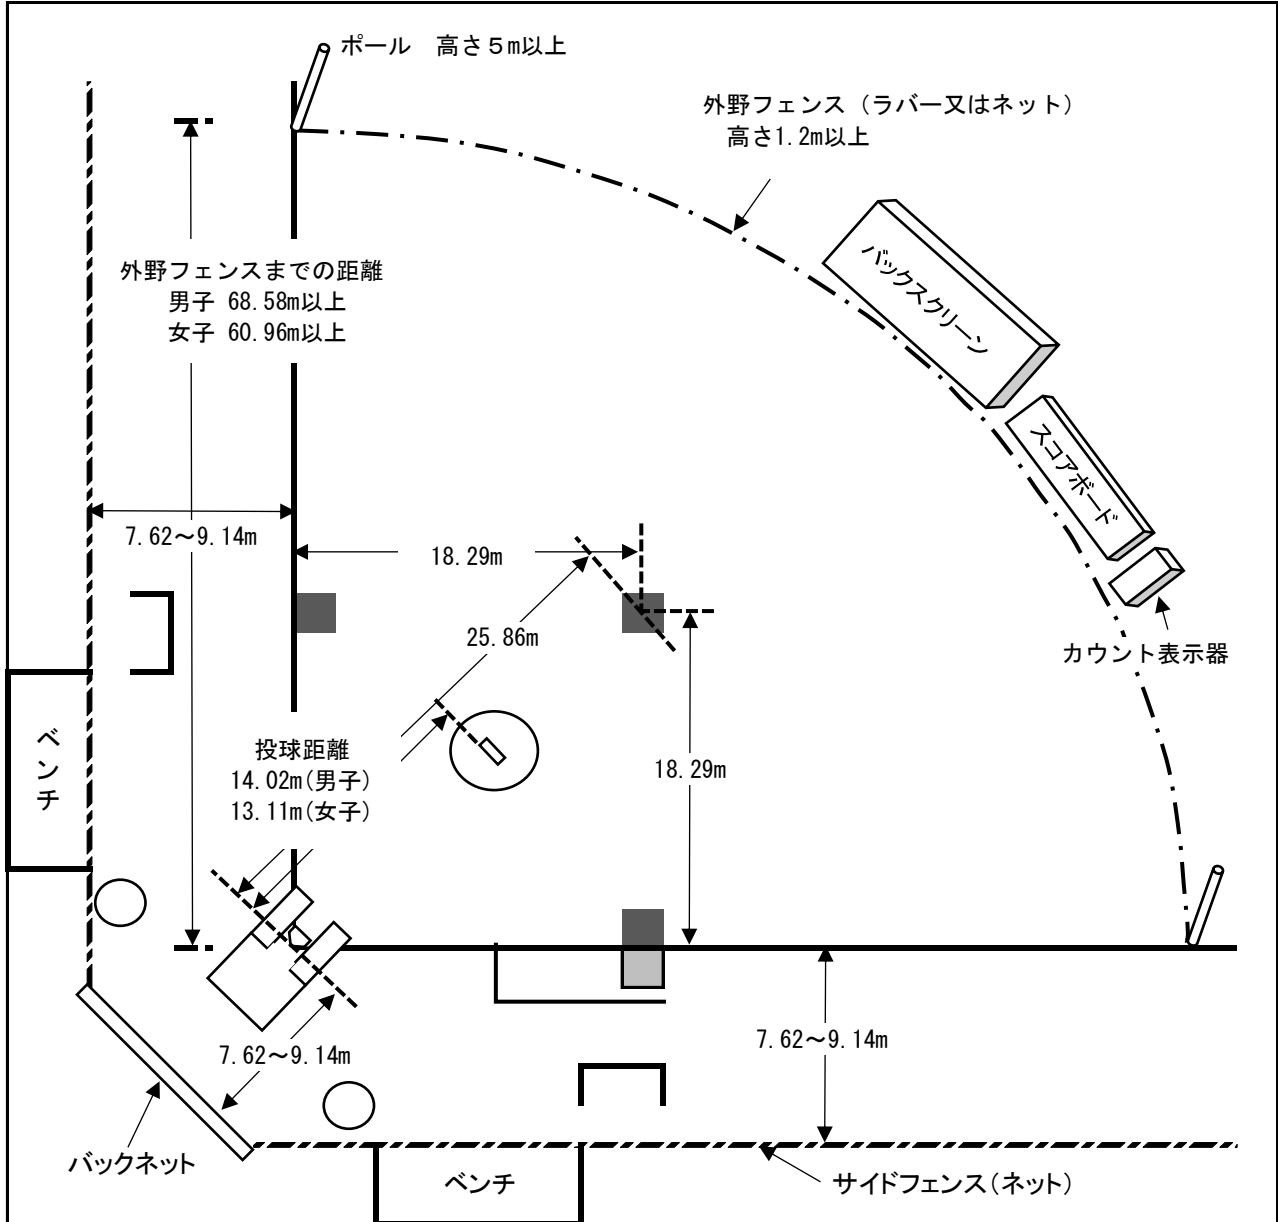 ポール　高さ５m以上
外野フェンス（ラバー又はネット）
高さ1.2m以上
バックスクリーン
外野フェンスまでの距離
男子 68.58m以上
女子 60.96m以上
スコアボード
7.62～9.14m
18.29m
25.86m
カウント表示器
ベンチ
投球距離
14.02m(男子)
13.11m(女子)
18.29m
7.62～9.14m
7.62～9.14m
バックネット
ベンチ
サイドフェンス(ネット)